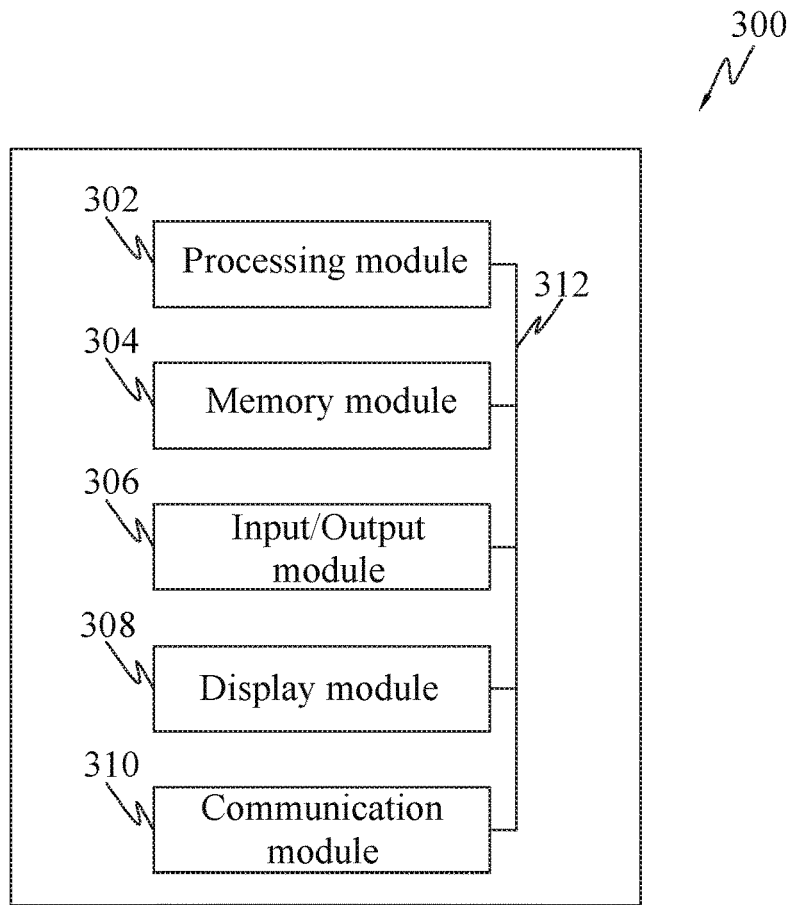 300
302
Processing module
312
304
Memory module
306
Input/Output
module
308
Display module
310
Communication
module